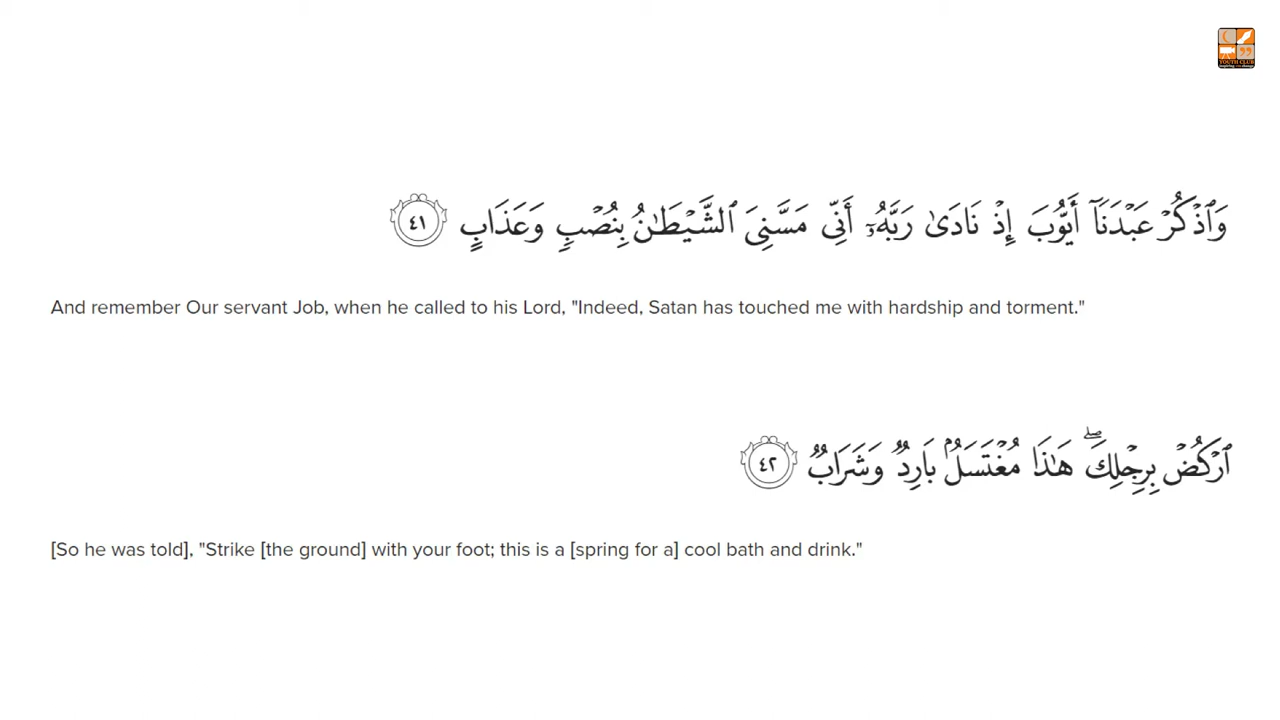 YOUTH CLUB
وَٱذْكُرْ عَبْدَنَآ أَيُّوبَ إِذْ نَادَىٰ رَبَّهُۥٓ أَنِّى مَسَّنِىَ ٱلشَّيْطَـٰنُ بِنُصْبٍ وَعَذَابٍ ٤١
And remember Our servant Job, when he called to his Lord, "Indeed, Satan has touched me with hardship and torment."
ٱرْكُضْ بِرِجْلِكَ ۖ هَـٰذَا مُغْتَسَلٌۢ بَارِدٌ وَشَرَابٌ ٤٢
[So he was told], "Strike [the ground] with your foot; this is a [spring for a] cool bath and drink."